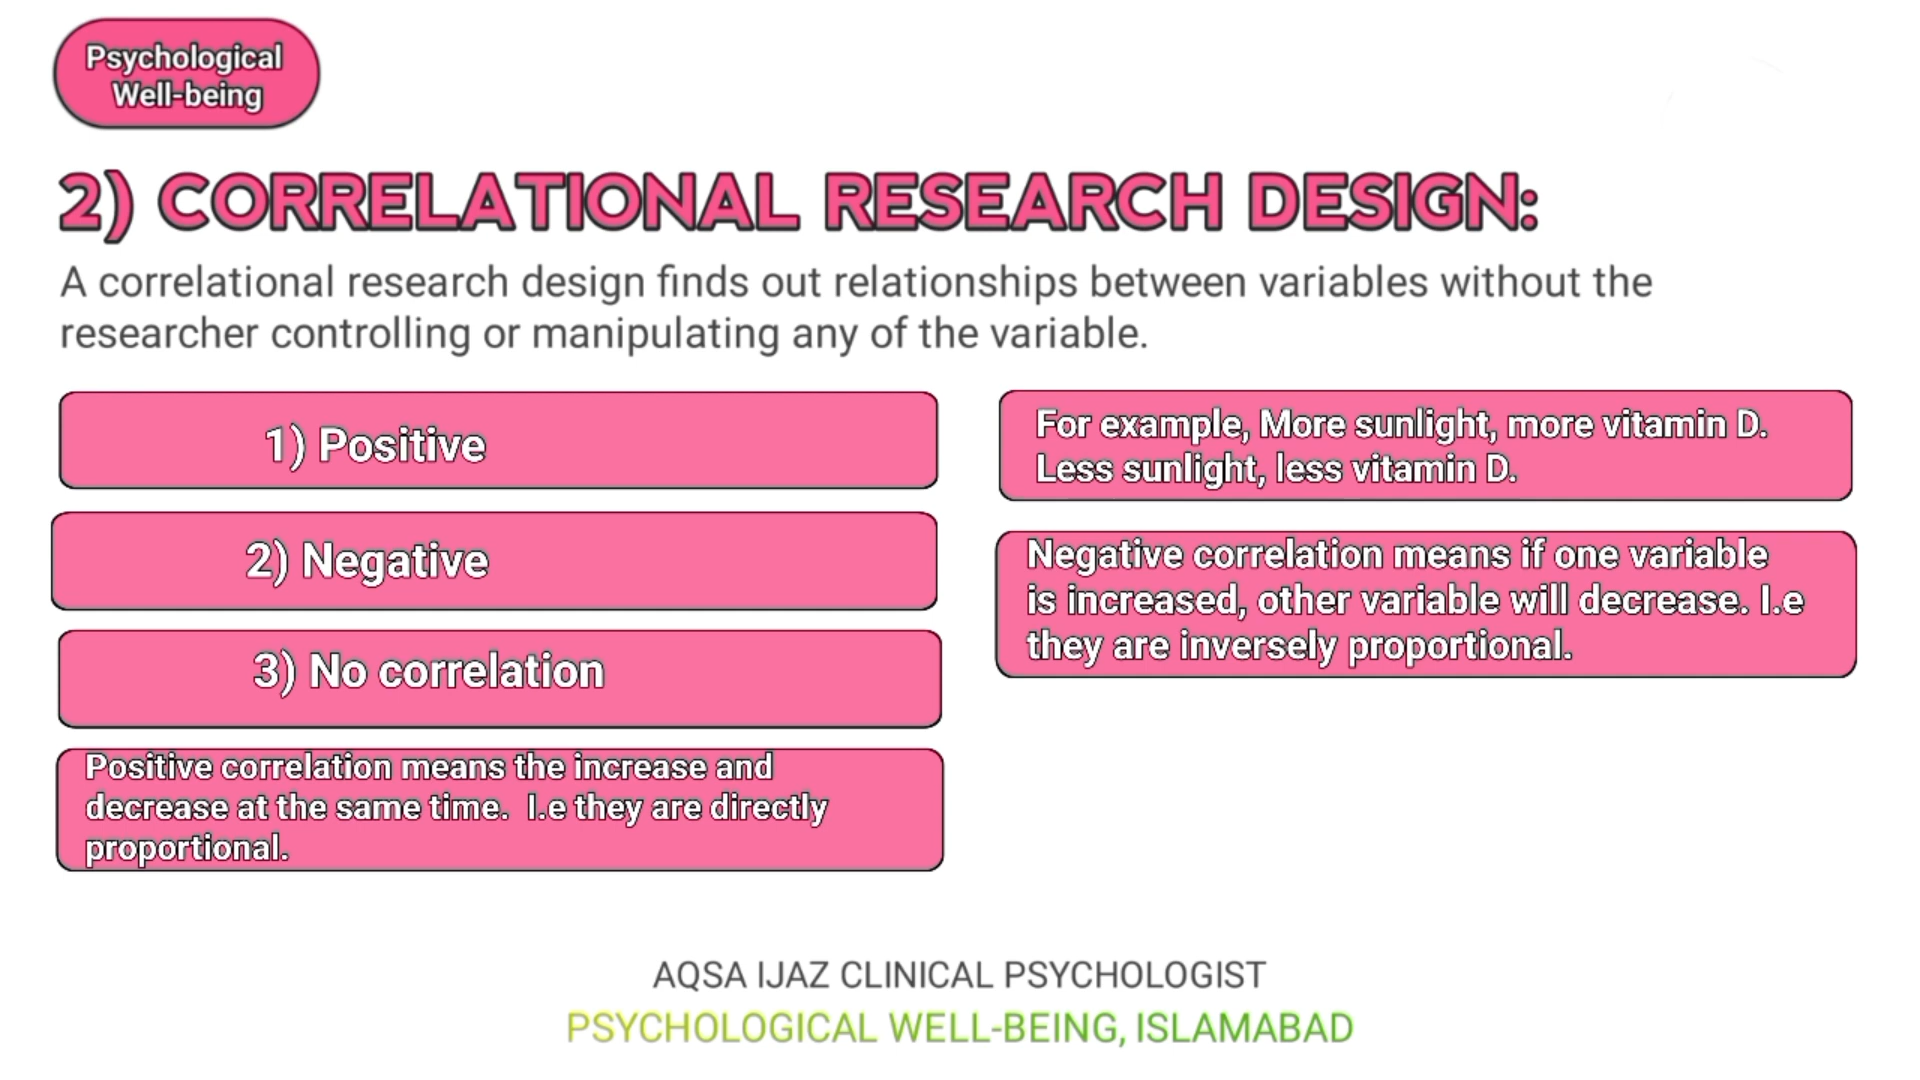 Psychological
Well-being
2) CORRELATIONAL RESEARCH DESIGN:
A correlational research design finds out relationships between variables without the
researcher controlling or manipulating any of the variable.
1) Positive
2) Negative
3) No correlation
Positive correlation means the increase and
decrease at the same time.  I.e they are directly
proportional.
For example, More sunlight, more vitamin D.
Less sunlight, less vitamin D.
Negative correlation means if one variable
is increased, other variable will decrease. I.e
they are inversely proportional.
AQSA IJAZ CLINICAL PSYCHOLOGIST
PSYCHOLOGICAL WELL-BEING, ISLAMABAD